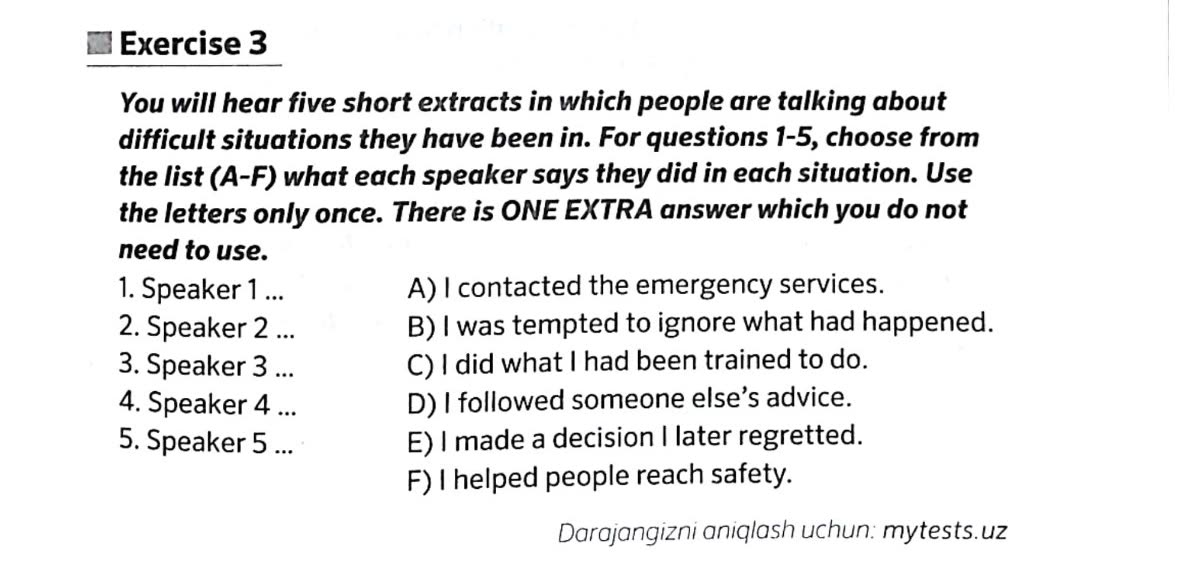 Exercise 3
You will hear five short extracts in which people are talking about
difficult situations they have been in. For questions 1-5, choose from
the list (A-F) what each speaker says they did in each situation. Use
the letters only once. There is ONE EXTRA answer which you do not
need to use.
1. Speaker 1 ...
2. Speaker 2 ...
3. Speaker 3 ...
4. Speaker 4 ...
5. Speaker 5 ...
A) I contacted the emergency services.
B) I was tempted to ignore what had happened.
C) I did what I had been trained to do.
D) I followed someone else's advice.
E) I made a decision I later regretted.
F) I helped people reach safety.
Darajangizni aniqlash uchun: mytests.uz